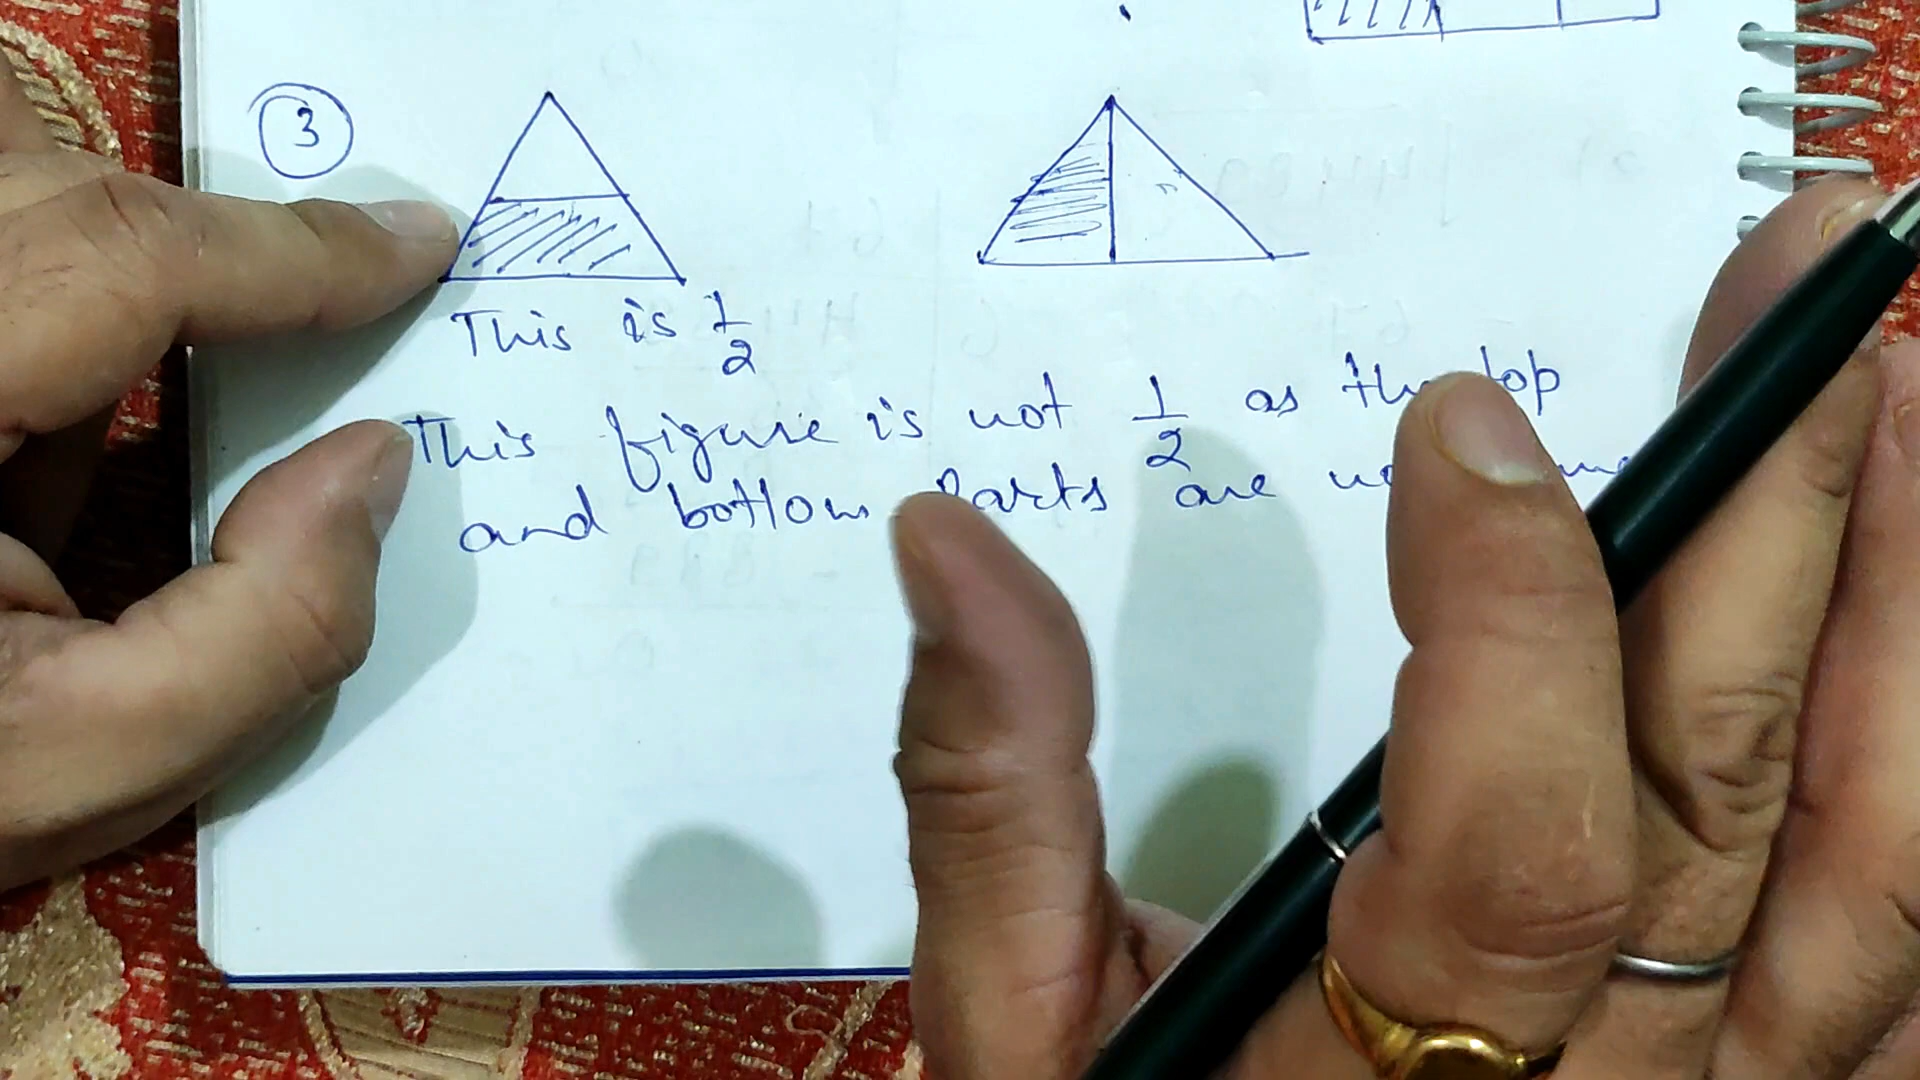 3
This is 1/2
This figure is not 1/2 as the top
and bottom Parts are